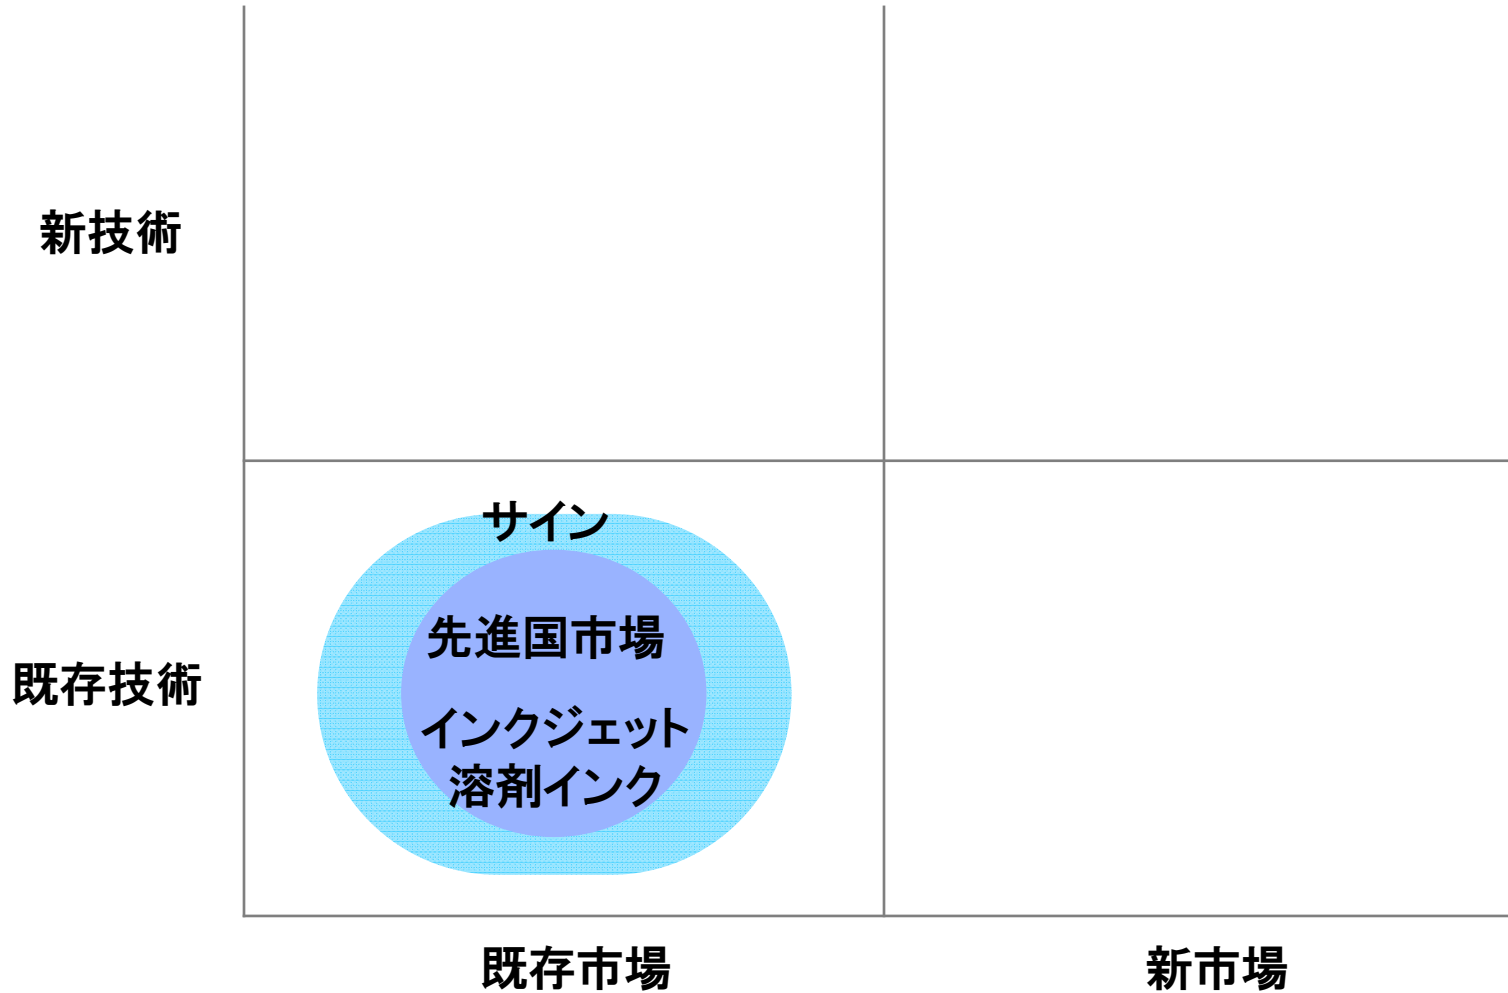 新技術
サイン
先進国市場
インクジェット
溶剤インク
既存技術
既存市場
新市場